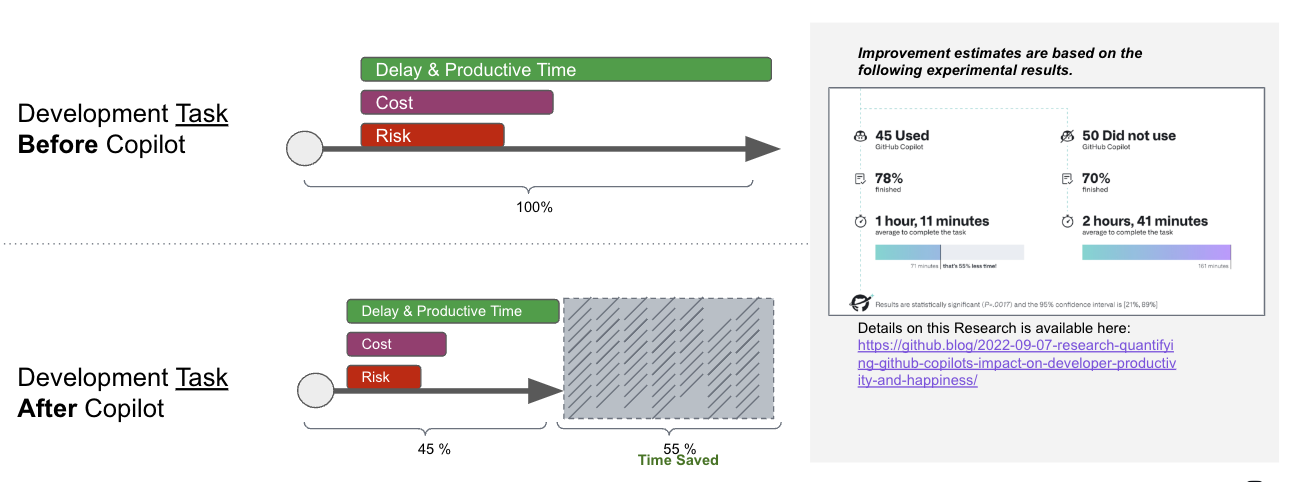 Development Task
Before Copilot
Delay & Productive Time
Cost
Risk
100%
Development Task
After Copilot
Delay & Productive Time
Cost
Risk
45 %
55 %
Time Saved
Improvement estimates are based on the
following experimental results.
45 Used
GitHub Copilot
78%
finished
1 hour, 11 minutes
average to complete the task
71 minutes
that's 55% less time!
50 Did not use
GitHub Copilot
70%
finished
2 hours, 41 minutes
average to complete the task
161 minutes
Results are statistically significant (P=.0017) and the 95% confidence interval is [21%, 89%]
Details on this Research is available here:
https://github.blog/2022-09-07-research-quantifyi
ng-github-copilots-impact-on-developer-productiv
ity-and-happiness/